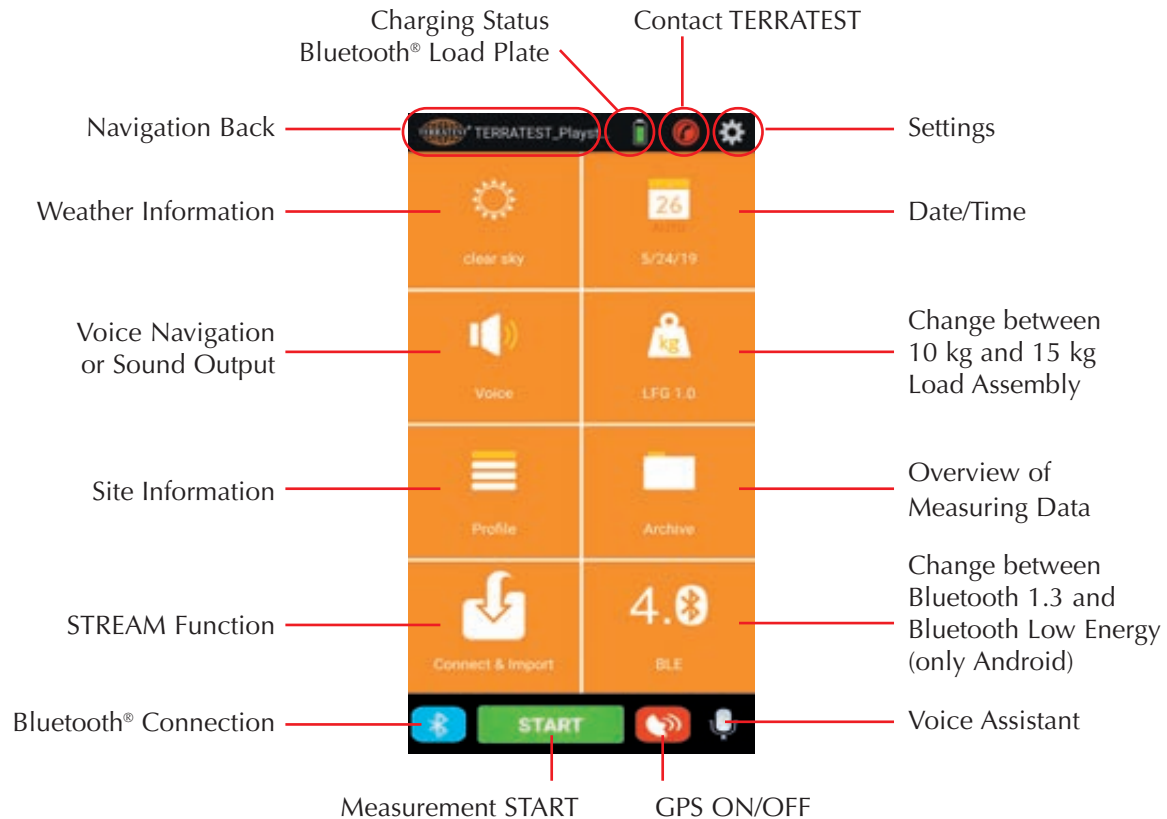 Charging Status
Bluetooth® Load Plate
Contact TERRATEST
Navigation Back
TERRATEST® TERRATEST_Playst...
Settings
Weather Information
clear sky
26
AUTO
5/24/19
Date/Time
Voice Navigation
or Sound Output
Voice
kg
LFG 1.0
Change between
10 kg and 15 kg
Load Assembly
Site Information
Profile
Archive
Overview of
Measuring Data
STREAM Function
Connect & Import
4.0
BLE
Change between
Bluetooth 1.3 and
Bluetooth Low Energy
(only Android)
Bluetooth® Connection
START
Voice Assistant
Measurement START
GPS ON/OFF